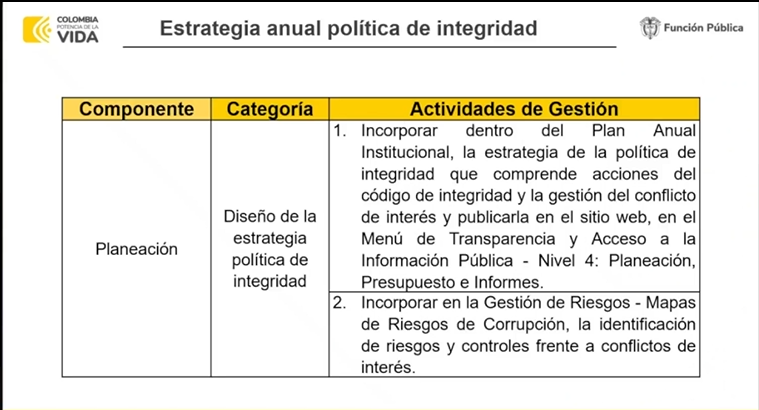 COLOMBIA
POTENCIA DE LA
VIDA
Estrategia anual política de integridad
Función Pública
Componente Categoría Actividades de Gestión
Planeación
Diseño de la
estrategia
política de
integridad
1. Incorporar dentro del Plan Anual
Institucional, la estrategia de la política de
integridad que comprende acciones del
código de integridad y la gestión del conflicto
de interés y publicarla en el sitio web, en el
Menú de Transparencia y Acceso a la
Información Pública - Nivel 4: Planeación,
Presupuesto e Informes.
2. Incorporar en la Gestión de Riesgos - Mapas
de Riesgos de Corrupción, la identificación
de riesgos y controles frente a conflictos de
interés.